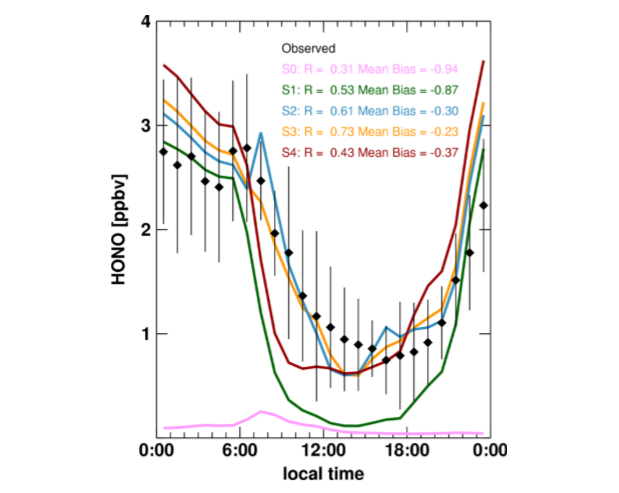 4
Observed
S0: R = 0.31 Mean Bias = -0.94
S1: R = 0.53 Mean Bias = -0.87
S2: R = 0.61 Mean Bias = -0.30
S3: R = 0.73 Mean Bias = -0.23
S4: R = 0.43 Mean Bias = -0.37
3
2
1
HONO [ppbv]
0:00 6:00 12:00 18:00 0:00
local time